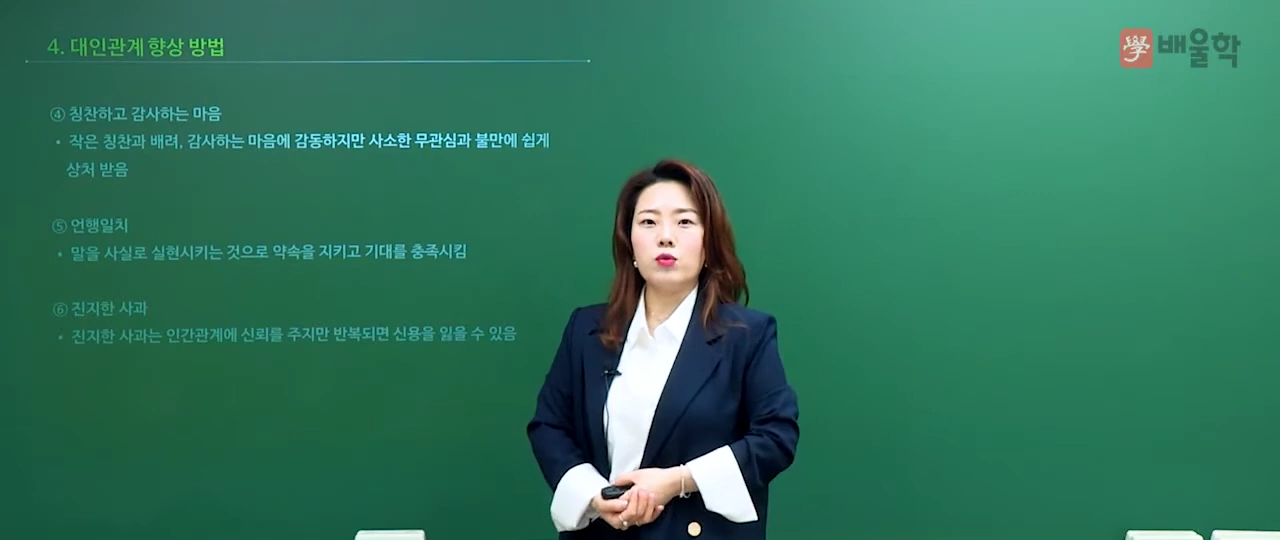 4. 대인관계 향상 방법
學 배울학
④ 칭찬하고 감사하는 마음
• 작은 칭찬과 배려, 감사하는 마음에 감동하지만 사소한 무관심과 불만에 쉽게
상처 받음
⑤ 언행일치
• 말을 사실로 실현시키는 것으로 약속을 지키고 기대를 충족시킴
⑥ 진지한 사과
• 진지한 사과는 인간관계에 신뢰를 주지만 반복되면 신용을 잃을 수 있음